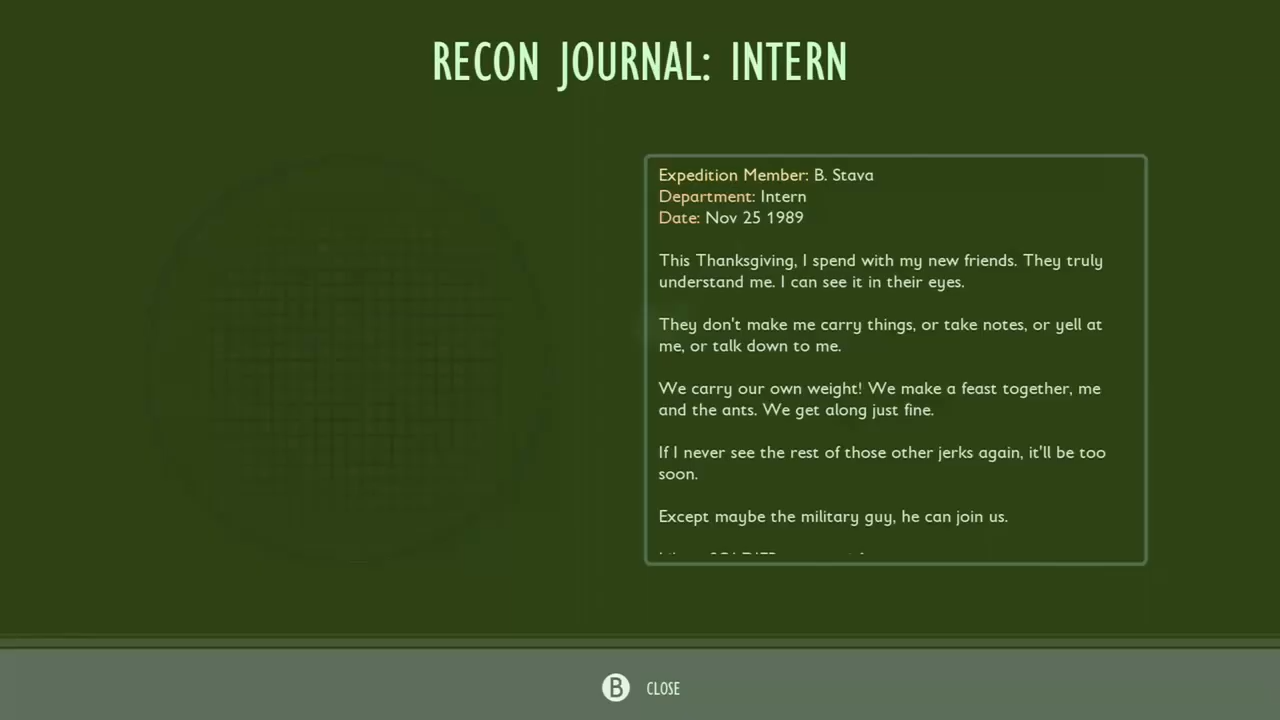 RECON JOURNAL: INTERN
Expedition Member: B. Stava
Department: Intern
Date: Nov 25 1989
This Thanksgiving, I spend with my new friends. They truly
understand me. I can see it in their eyes.
They don't make me carry things, or take notes, or yell at
me, or talk down to me.
We carry our own weight! We make a feast together, me
and the ants. We get along just fine.
If I never see the rest of those other jerks again, it'll be too
soon.
Except maybe the military guy, he can join us.
B CLOSE